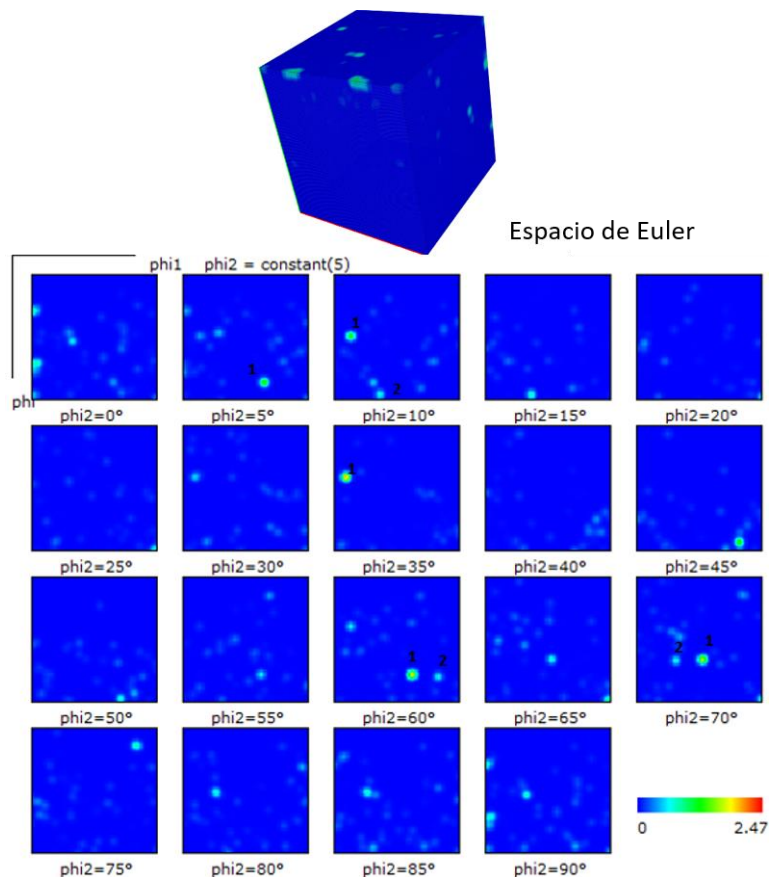 Espacio de Euler
phi1 phi2 = constant(5)
phi
1
1
2
phi2=0° phi2=5° phi2=10° phi2=15° phi2=20°
1
phi2=25° phi2=30° phi2=35° phi2=40° phi2=45°
1 2
2 1
phi2=50° phi2=55° phi2=60° phi2=65° phi2=70°
0 2.47
phi2=75° phi2=80° phi2=85° phi2=90°